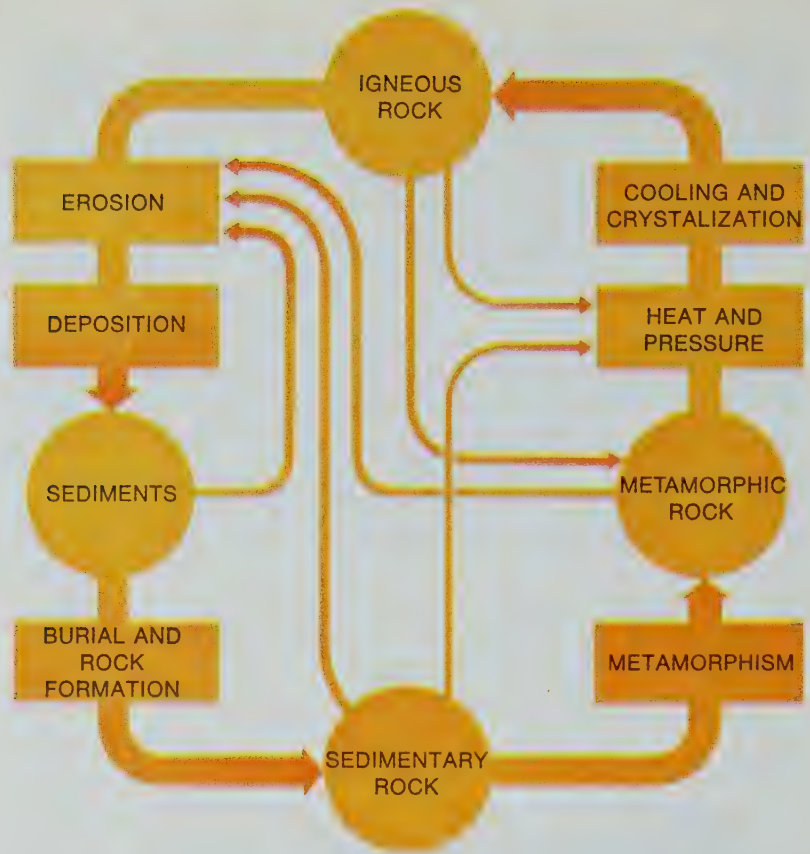 IGNEOUS
ROCK
EROSION
COOLING AND
CRYSTALIZATION
DEPOSITION
HEAT AND
PRESSURE
SEDIMENTS
METAMORPHIC
ROCK
BURIAL AND
ROCK
FORMATION
METAMORPHISM
SEDIMENTARY
ROCK